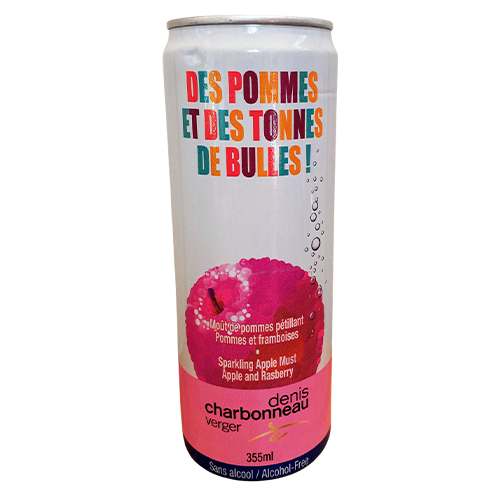 DES POMMES
ET DES TONNES
DE BULLES !
Moût de pommes pétillant
Pommes et framboises
•
Sparkling Apple Must
Apple and Rasberry
denis
charbonneau
verger
355ml
Sans alcool / Alcohol-Free